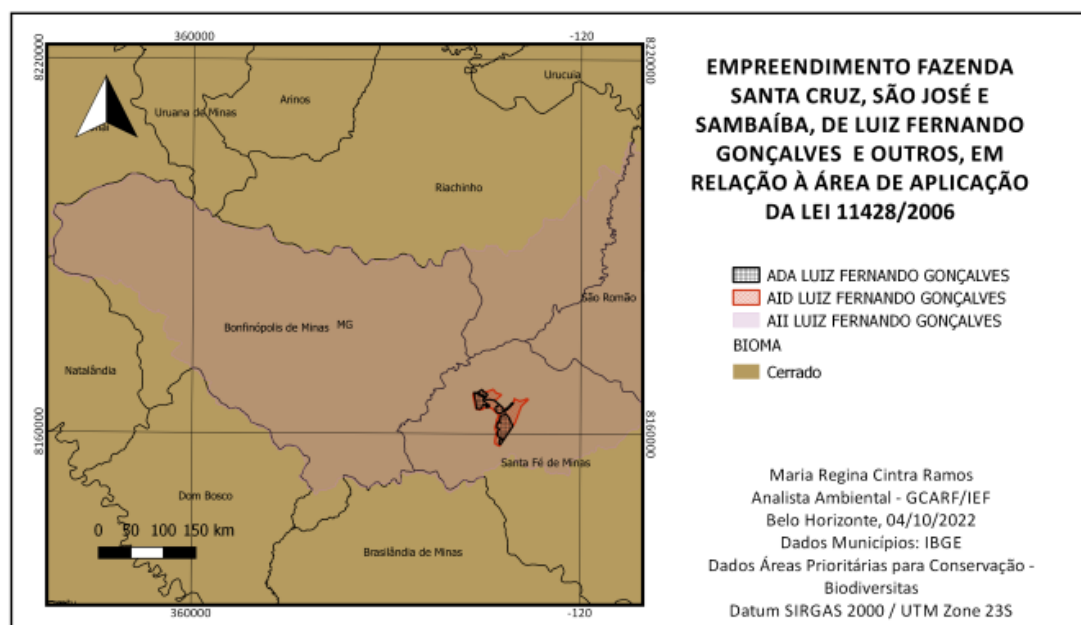 360000
-120
8220000
8220000
Urucuia
Arinos
Uruana de Minas
Riachinho
São Romão
Bonfinópolis de Minas MG
Natalândia
8160000
8160000
Santa Fé de Minas
Dom Bosco
0 50 100 150 km
Brasilândia de Minas
360000
-120
EMPREENDIMENTO FAZENDA
SANTA CRUZ, SÃO JOSÉ E
SAMBAÍBA, DE LUIZ FERNANDO
GONÇALVES E OUTROS, EM
RELAÇÃO À ÁREA DE APLICAÇÃO
DA LEI 11428/2006
ADA LUIZ FERNANDO GONÇALVES
AID LUIZ FERNANDO GONÇALVES
AII LUIZ FERNANDO GONÇALVES
BIOMA
Cerrado
Maria Regina Cintra Ramos
Analista Ambiental - GCARF/IEF
Belo Horizonte, 04/10/2022
Dados Municípios: IBGE
Dados Áreas Prioritárias para Conservação -
Biodiversitas
Datum SIRGAS 2000 / UTM Zone 23S